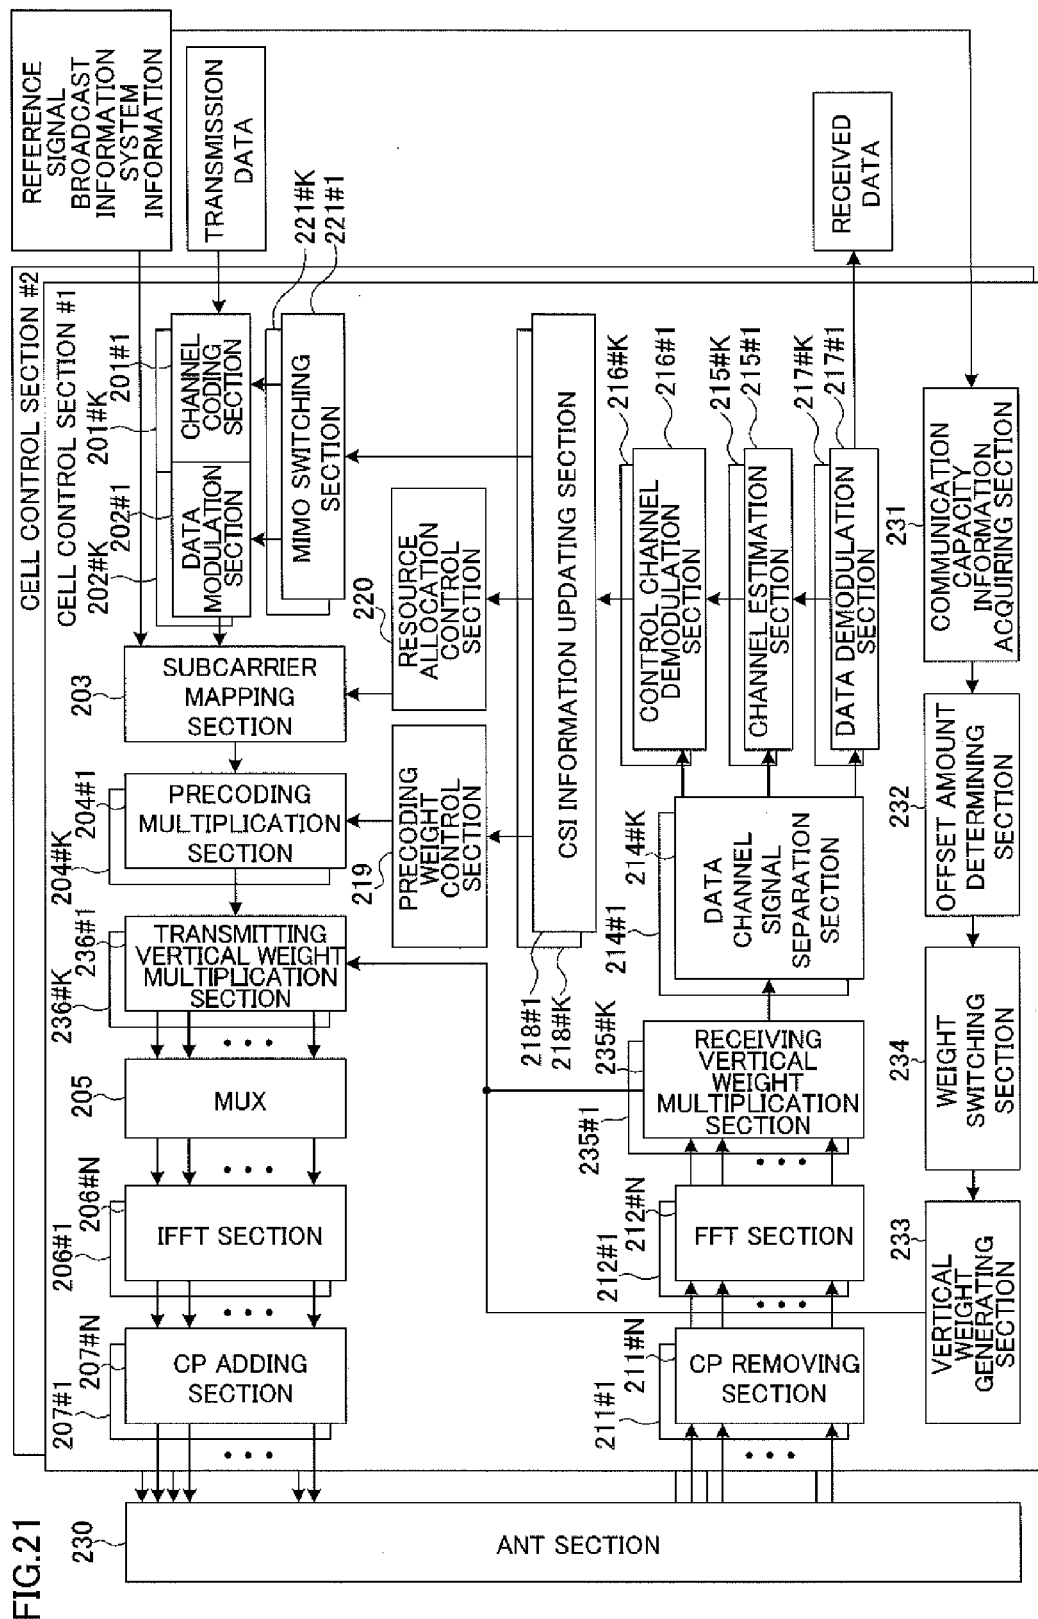 FIG.21
CELL CONTROL SECTION #2
CELL CONTROL SECTION #1
REFERENCE
SIGNAL
BROADCAST
INFORMATION
SYSTEM
INFORMATION
TRANSMISSION
DATA
RECEIVED
DATA
230
ANT SECTION
207#1
207#N
CP ADDING
SECTION
206#1
206#N
IFFT SECTION
205
MUX
236#K
236#1
TRANSMITTING
VERTICAL WEIGHT
MULTIPLICATION
SECTION
204#K
204#1
PRECODING
MULTIPLICATION
SECTION
203
SUBCARRIER
MAPPING
SECTION
202#K
202#1
DATA
MODULATION
SECTION
201#K
201#1
CHANNEL
CODING
SECTION
221#K
221#1
MIMO SWITCHING
SECTION
219
PRECODING
WEIGHT
CONTROL
SECTION
220
RESOURCE
ALLOCATION
CONTROL
SECTION
CSI INFORMATION UPDATING SECTION
218#1
218#K
216#K
216#1
CONTROL CHANNEL
DEMODULATION
SECTION
215#K
215#1
CHANNEL ESTIMATION
SECTION
217#K
217#1
DATA DEMODULATION
SECTION
214#1
214#K
DATA
CHANNEL
SIGNAL
SEPARATION
SECTION
235#1
235#K
RECEIVING
VERTICAL
WEIGHT
MULTIPLICATION
SECTION
212#1
212#N
FFT SECTION
211#1
211#N
CP REMOVING
SECTION
231
COMMUNICATION
CAPACITY
INFORMATION
ACQUIRING SECTION
232
OFFSET AMOUNT
DETERMINING
SECTION
234
WEIGHT
SWITCHING
SECTION
233
VERTICAL
WEIGHT
GENERATING
SECTION